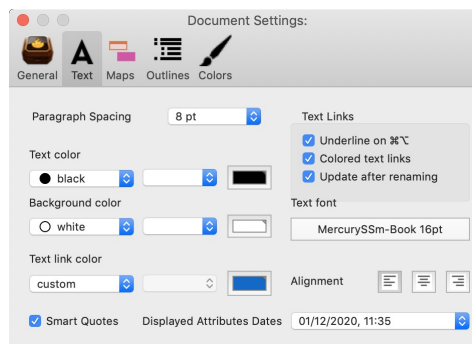 Document Settings:
General Text Maps Outlines Colors
Paragraph Spacing 8 pt
Text Links
Underline on ⌘⌥
Colored text links
Update after renaming
Text color
black
Background color
white
Text font
MercurySSm-Book 16pt
Text link color
custom
Alignment
Smart Quotes Displayed Attributes Dates 01/12/2020, 11:35